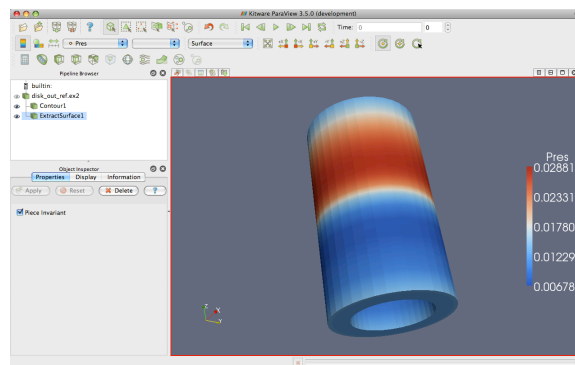 Kitware ParaView 3.5.0 (development)
Time: 0
0
Pres
Surface
Pipeline Browser
builtin:
disk_out_ref.ex2
Contour1
ExtractSurface1
Object Inspector
Properties Display Information
Apply Reset Delete ?
Piece Invariant
Pres
0.02881
0.02331
0.01780
0.01229
0.00678
Z
X
Y